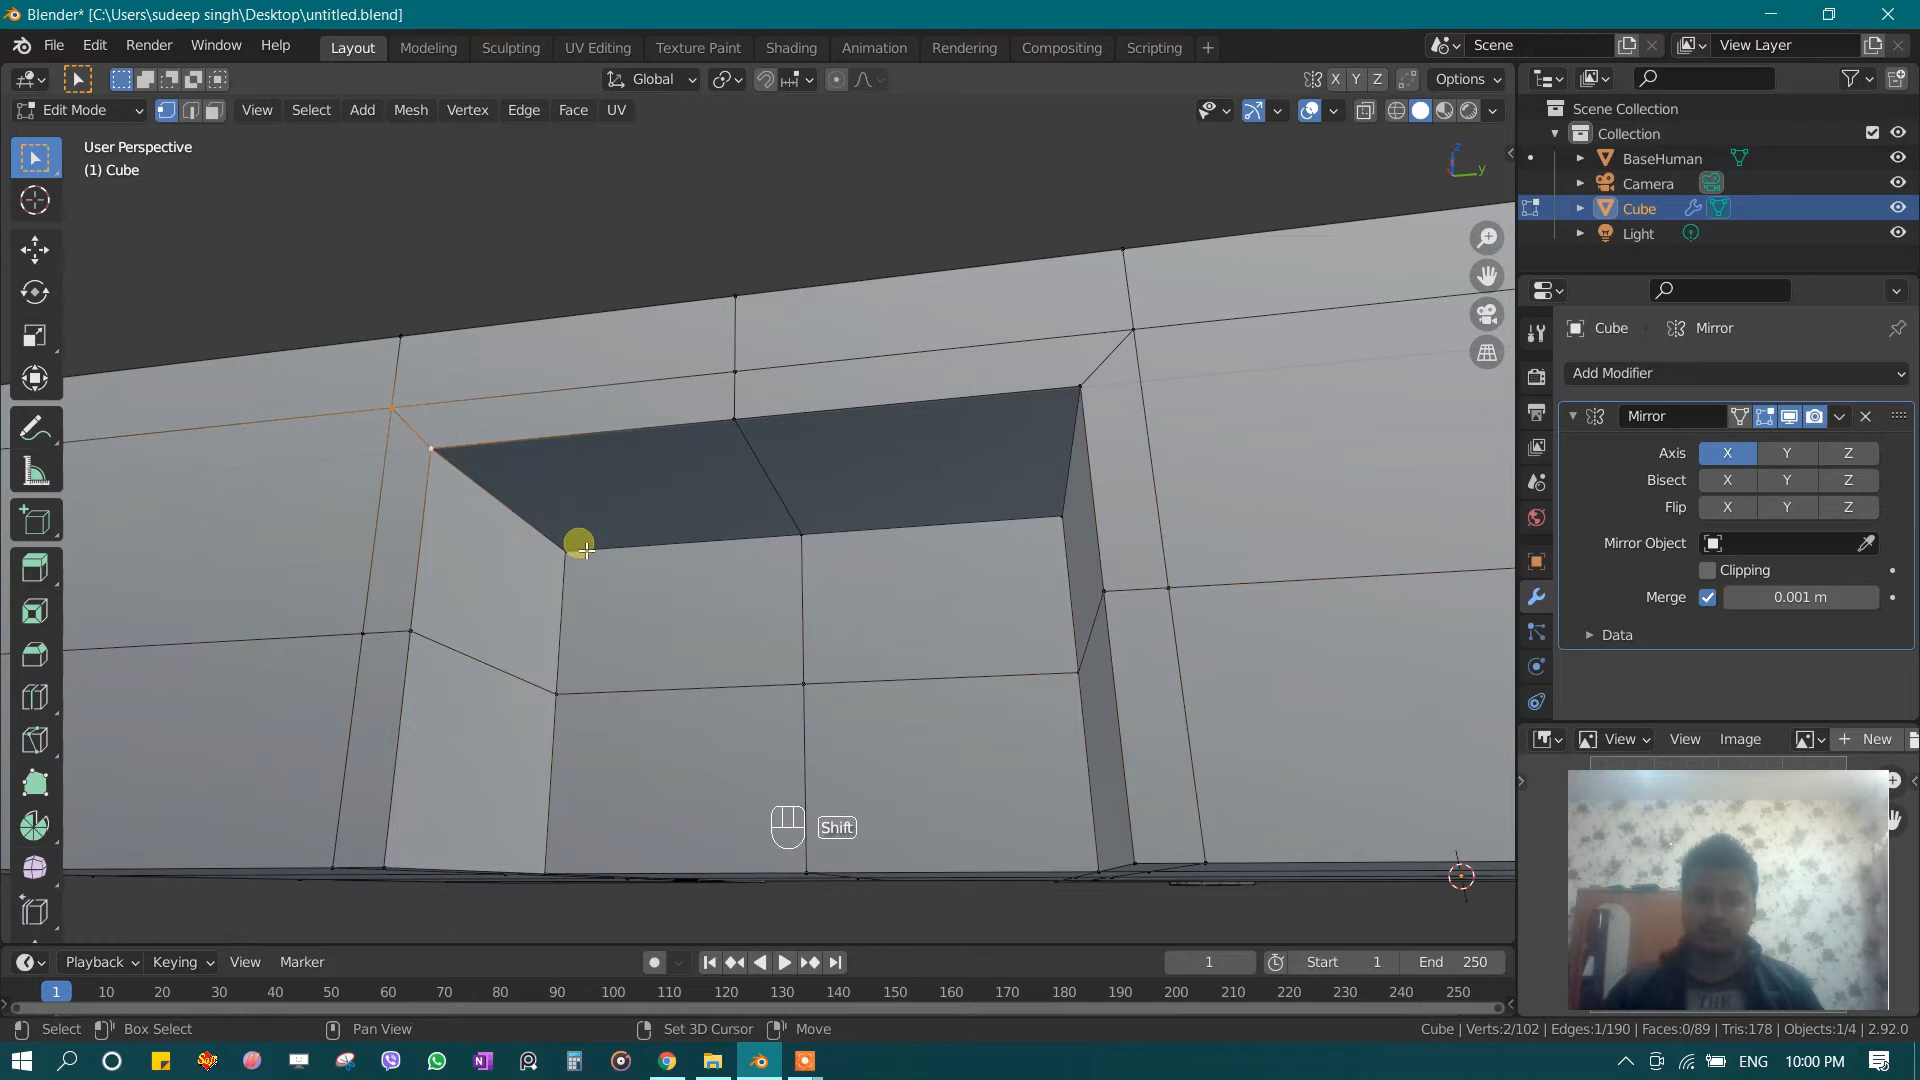 Blender* [C:\Users\sudeep singh\Desktop\untitled.blend]
File Edit Render Window Help Layout Modeling Sculpting UV Editing Texture Paint Shading Animation Rendering Compositing Scripting + Scene View Layer
Global X Y Z Options
Edit Mode View Select Add Mesh Vertex Edge Face UV
User Perspective
(1) Cube
z
y
Shift
Scene Collection
Collection
BaseHuman
Camera
Cube
Light
Cube Mirror
Add Modifier
Mirror
Axis X Y Z
Bisect X Y Z
Flip X Y Z
Mirror Object
Clipping
Merge 0.001 m
Data
View View Image New
THE
Playback Keying View Marker 1 Start 1 End 250
1 10 20 30 40 50 60 70 80 90 100 110 120 130 140 150 160 170 180 190 200 210 220 230 240 250
Select Box Select Pan View Set 3D Cursor Move Cube | Verts:2/102 | Edges:1/190 | Faces:0/89 | Tris:178 | Objects:1/4 | 2.92.0
ENG 10:00 PM